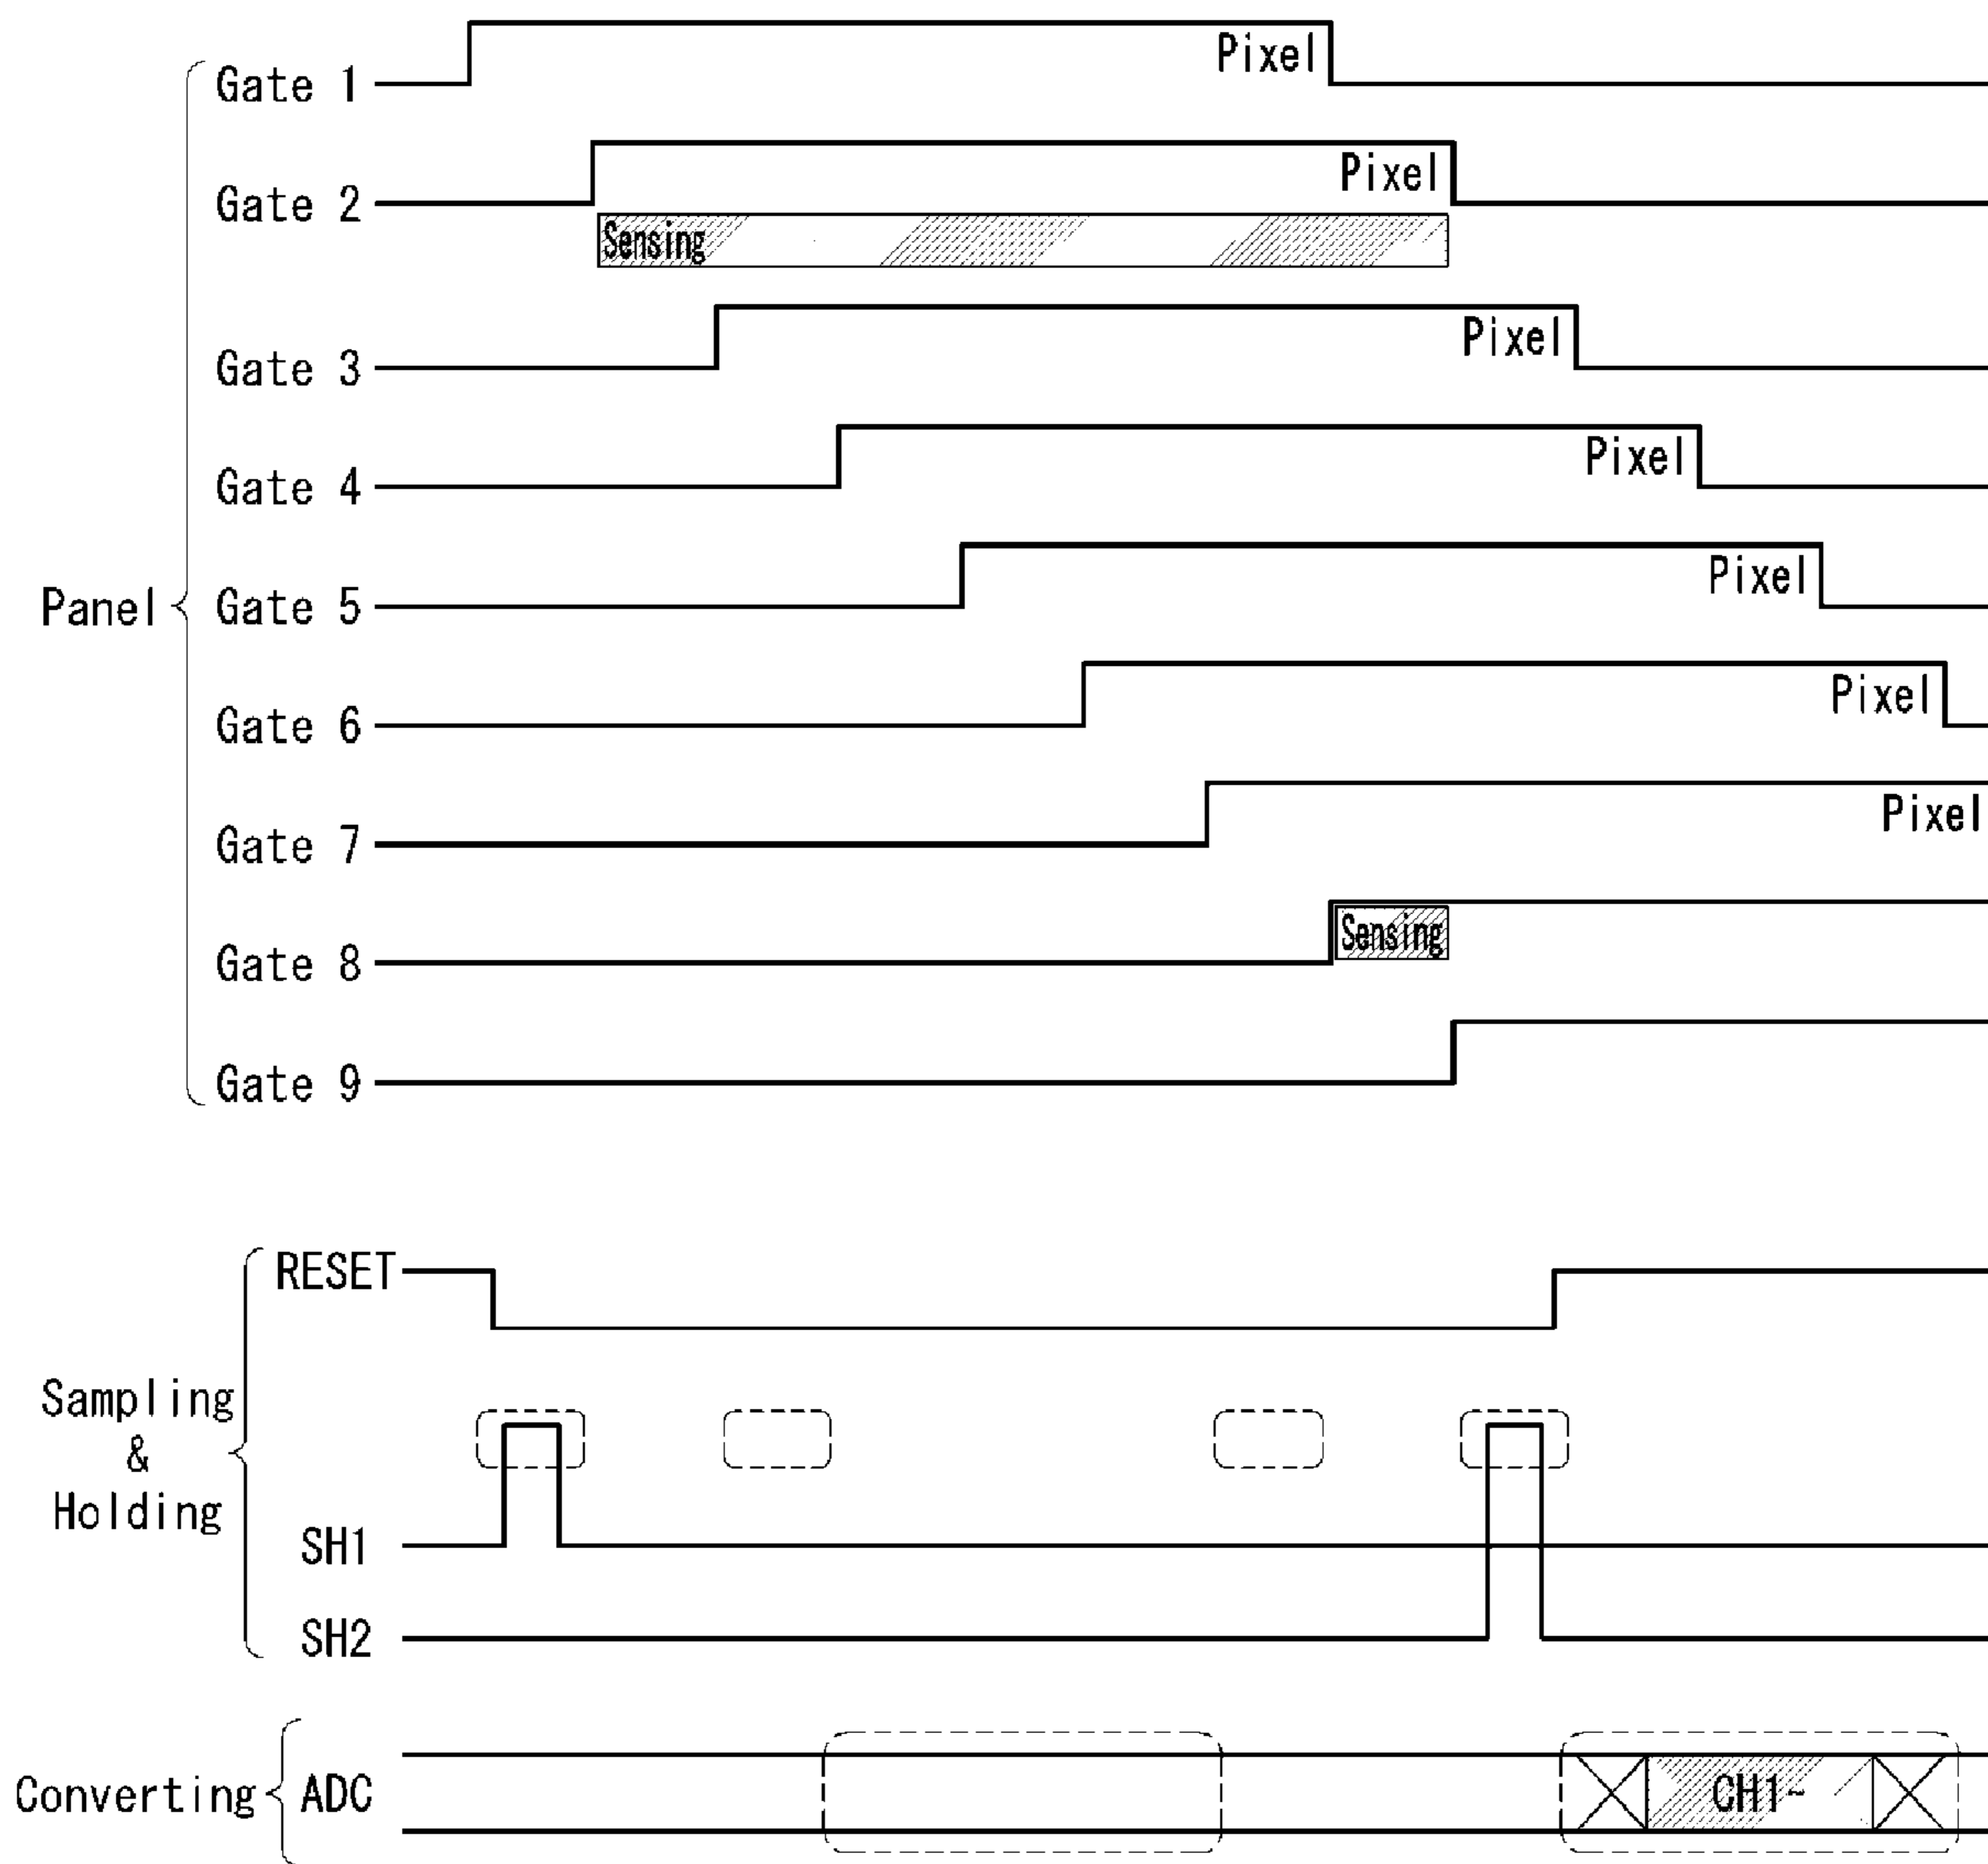 Panel
Gate 1
Pixel
Gate 2
Pixel
Sensing
Gate 3
Pixel
Gate 4
Pixel
Gate 5
Pixel
Gate 6
Pixel
Gate 7
Pixel
Gate 8
Sensing
Gate 9
Sampling
&
Holding
RESET
SH1
SH2
Converting
ADC
CH1~